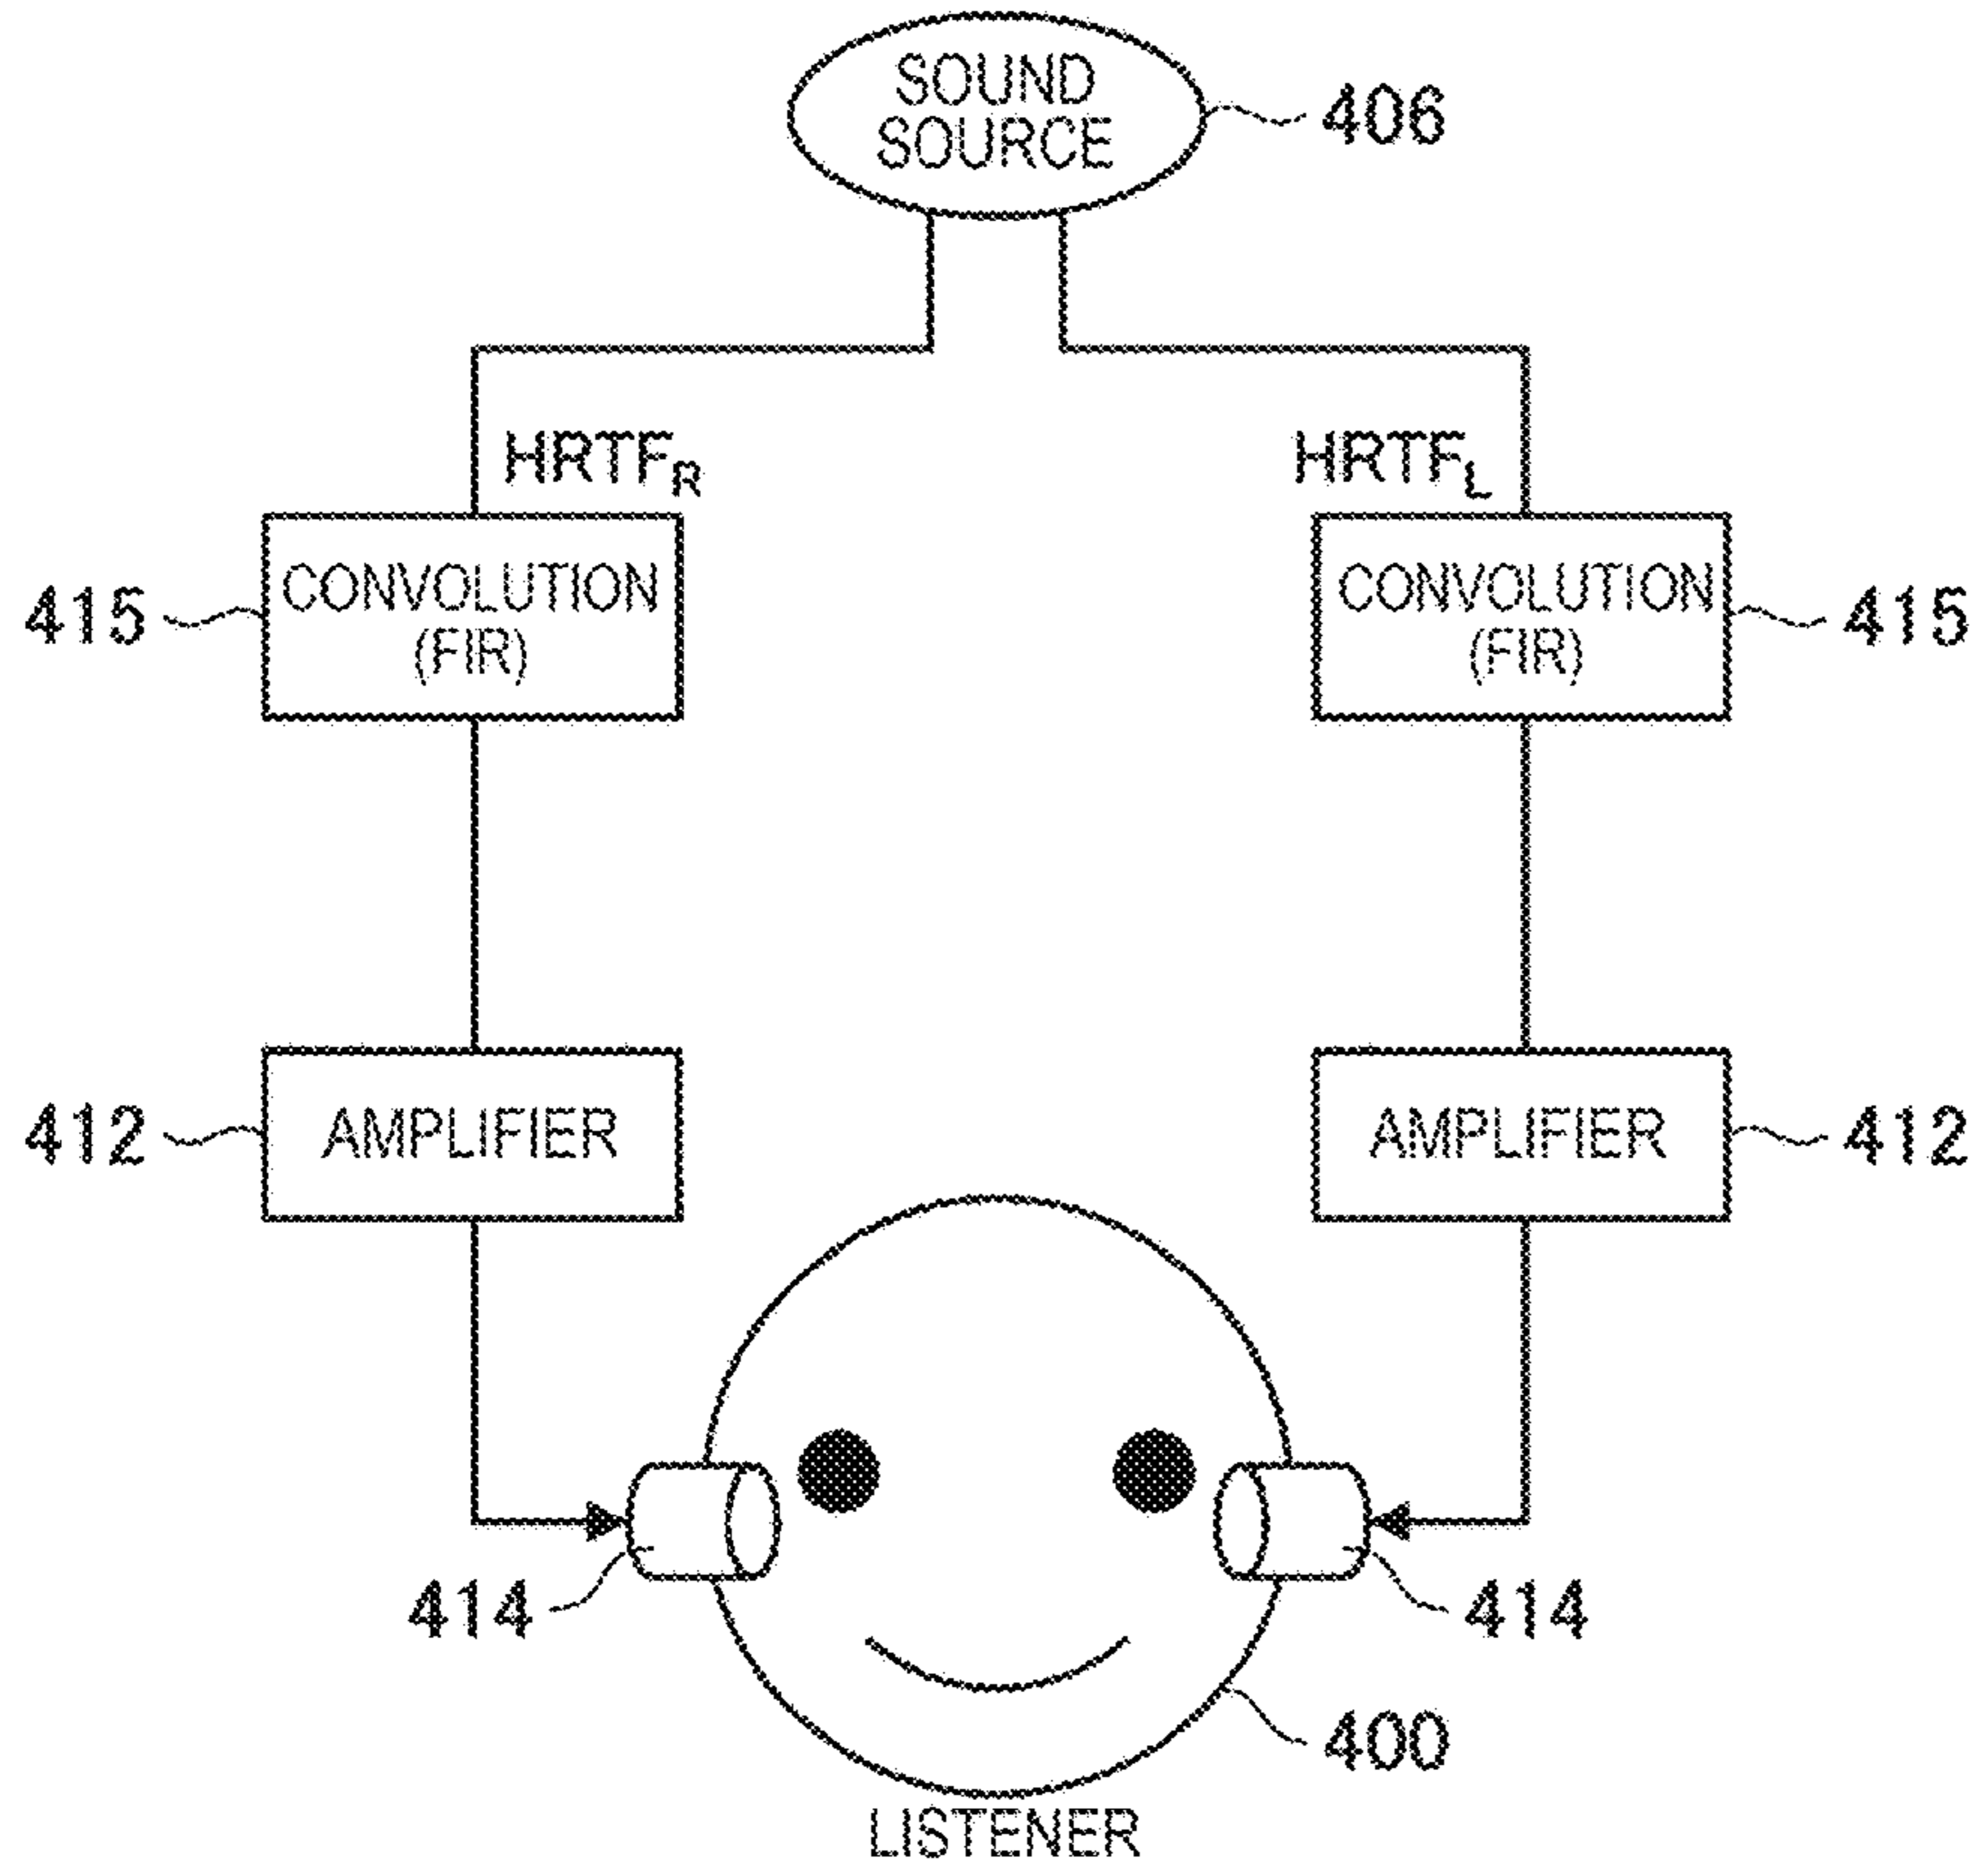 SOUND
SOURCE
406
HRTFR
HRTFL
415
CONVOLUTION
(FIR)
CONVOLUTION
(FIR)
415
412
AMPLIFIER
AMPLIFIER
412
414
414
400
LISTENER